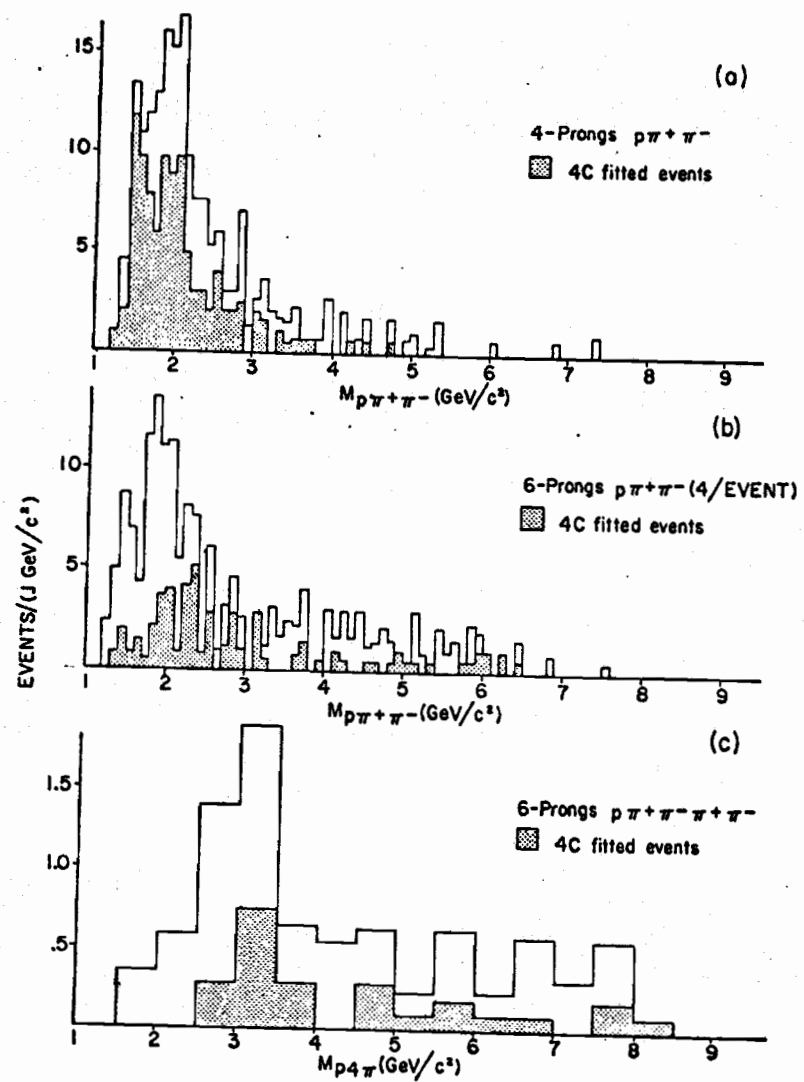 (a)
4-Prongs pπ+π-
4C fitted events
15
10
5
1 2 3 4 5 6 7 8 9
M pπ+π- (GeV/c²)
(b)
6-Prongs pπ+π- (4/EVENT)
4C fitted events
10
5
1 2 3 4 5 6 7 8 9
M pπ+π- (GeV/c²)
EVENTS/(.1 GeV/c²)
(c)
6-Prongs pπ+π-π+π-
4C fitted events
1.5
1.0
.5
2 3 4 5 6 7 8 9
M p4π (GeV/c²)